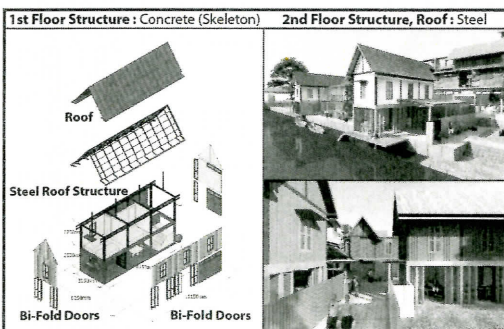 1st Floor Structure : Concrete (Skeleton)
2nd Floor Structure, Roof : Steel
Roof
Steel Roof Structure
Bi-Fold Doors
Bi-Fold Doors